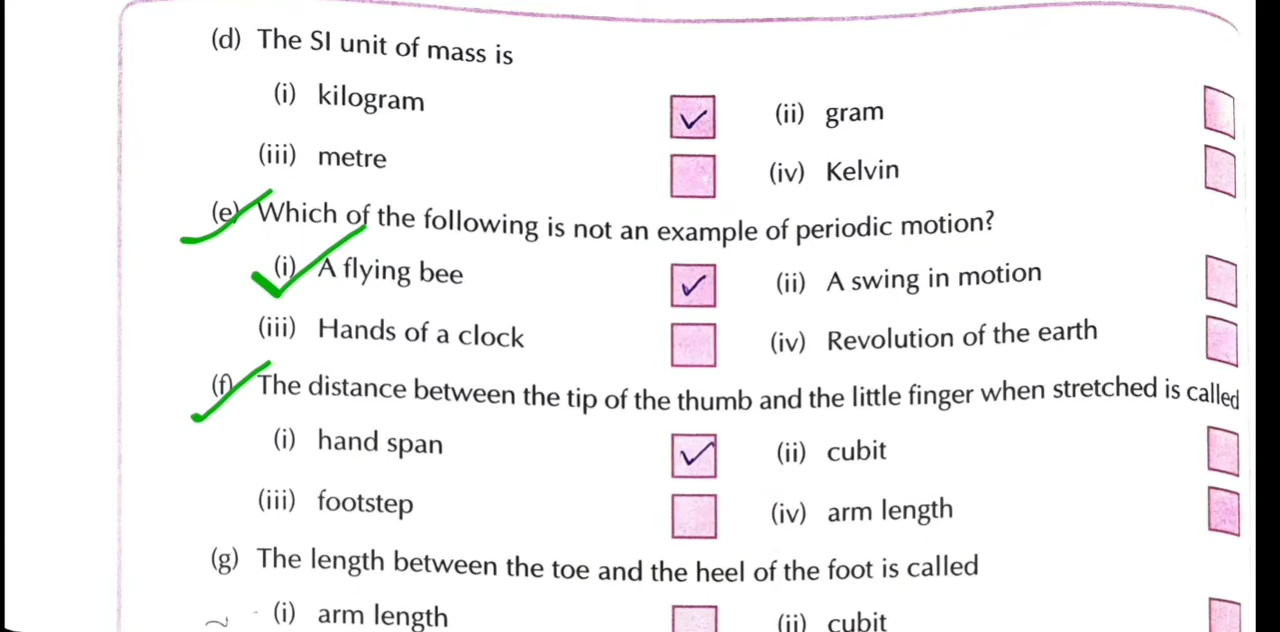 (d) The SI unit of mass is
(i) kilogram ✓ (ii) gram
(iii) metre (iv) Kelvin
(e) Which of the following is not an example of periodic motion?
(i) A flying bee ✓ (ii) A swing in motion
(iii) Hands of a clock (iv) Revolution of the earth
(f) The distance between the tip of the thumb and the little finger when stretched is called
(i) hand span ✓ (ii) cubit
(iii) footstep (iv) arm length
(g) The length between the toe and the heel of the foot is called
(i) arm length (ii) cubit